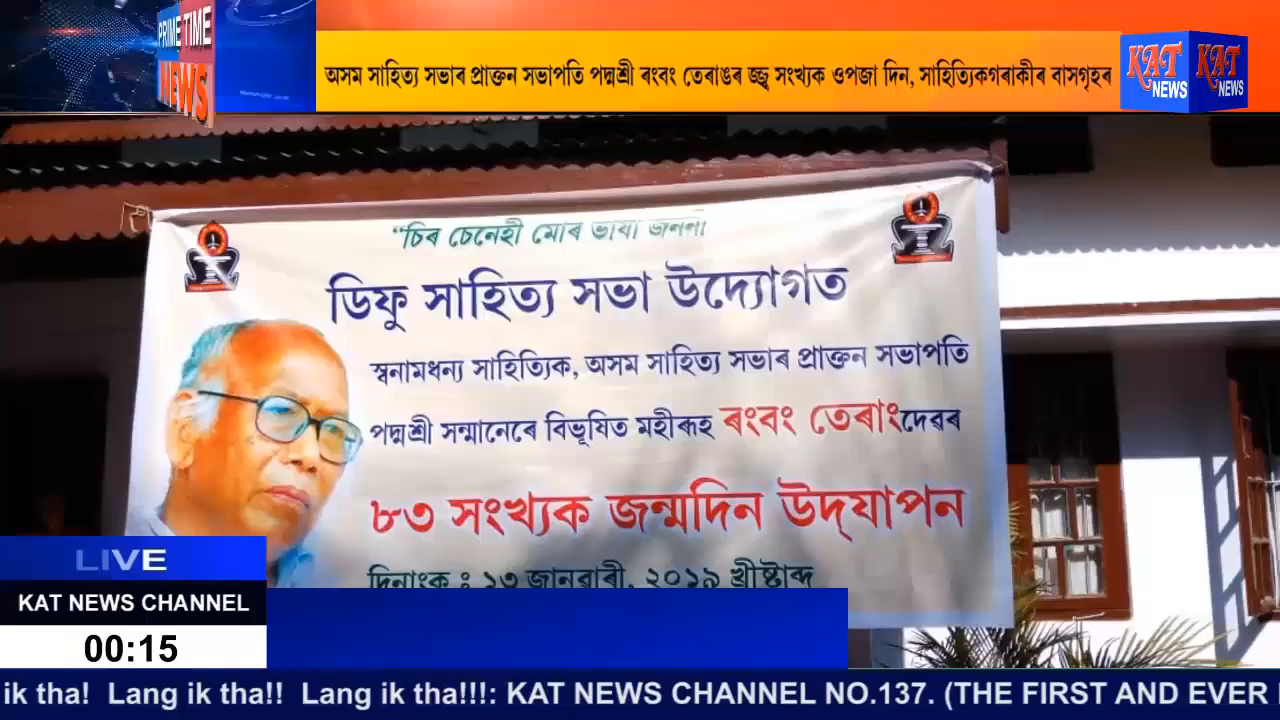 PRIME TIME
NEWS
অসম সাহিত্য সভাৰ প্ৰাক্তন সভাপতি পদ্মশ্ৰী ৰংবং তেৰাঙৰ সংখ্যক ওপজা দিন, সাহিত্যিকগৰাকীৰ বাসগৃহৰ
KAT NEWS
KAT NEWS
“চিৰ চেনেহী মোৰ ভাষা জননী
ডিফু সাহিত্য সভা উদ্যোগত
স্বনামধন্য সাহিত্যিক, অসম সাহিত্য সভাৰ প্ৰাক্তন সভাপতি
পদ্মশ্ৰী সন্মানেৰে বিভূষিত মহীৰূহ ৰংবং তেৰাংদেৱৰ
৮৩ সংখ্যক জন্মদিন উদ্‌যাপন
দিনাংক : ১৩ জানুৱাৰী, ২০১৯ খ্ৰীষ্টাব্দ
LIVE
KAT NEWS CHANNEL
00:15
ik tha! Lang ik tha!! Lang ik tha!!!: KAT NEWS CHANNEL NO.137. (THE FIRST AND EVER